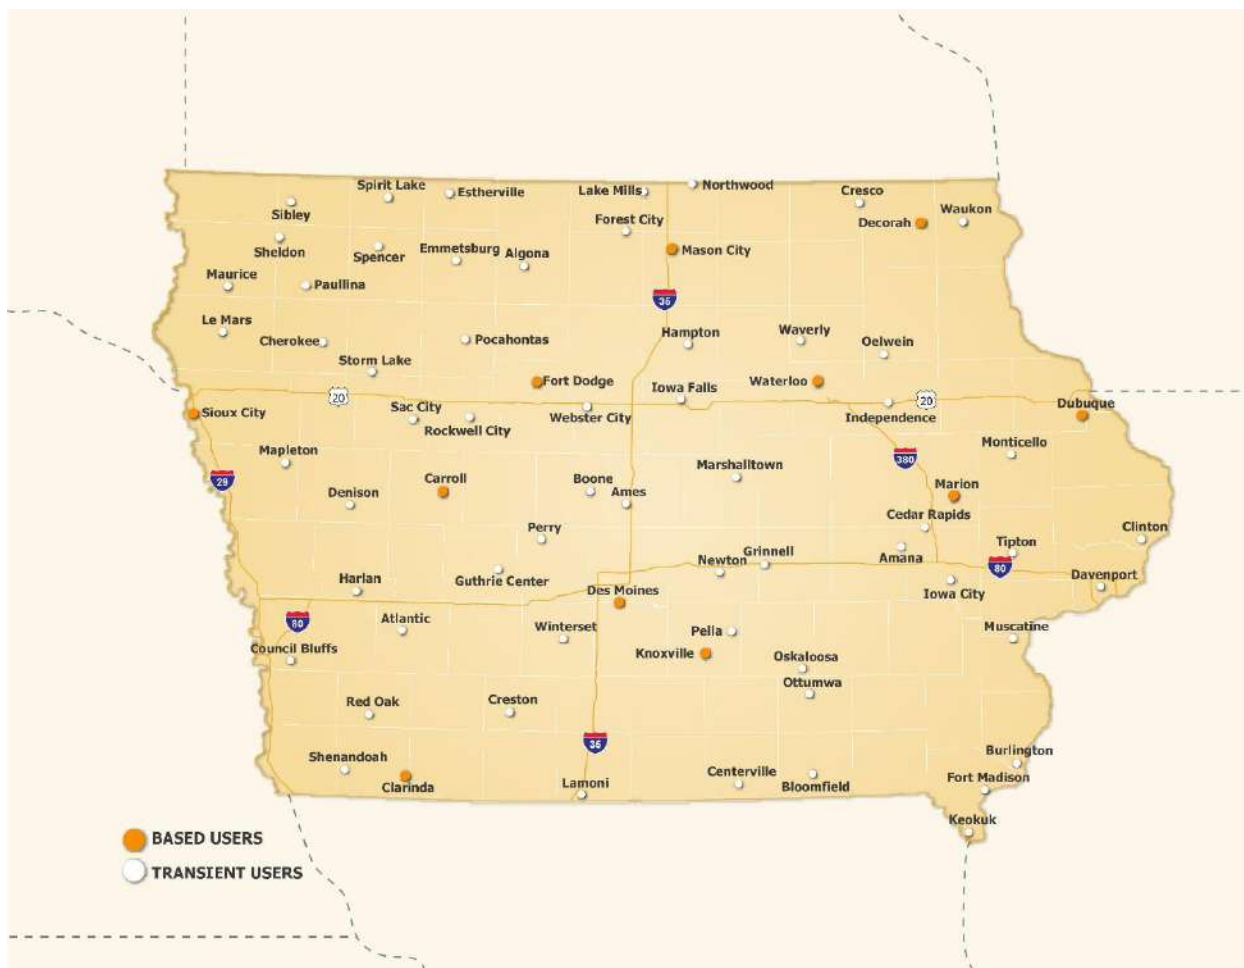 Spirit Lake
Estherville
Lake Mills
Northwood
Cresco
Sibley
Forest City
Decorah
Waukon
Sheldon
Spencer
Emmetsburg
Algona
Mason City
Maurice
Paullina
35
Le Mars
Cherokee
Pocahontas
Hampton
Waverly
Oelwein
Storm Lake
Fort Dodge
Iowa Falls
Waterloo
20
Sioux City
Sac City
Rockwell City
Webster City
Independence
20
Dubuque
Mapleton
Monticello
29
Carroll
Boone
Marshalltown
380
Denison
Ames
Marion
Perry
Cedar Rapids
Clinton
Harlan
Guthrie Center
Newton
Grinnell
Amana
Tipton
80
Des Moines
Iowa City
Davenport
80
Atlantic
Winterset
Pella
Muscatine
Council Bluffs
Knoxville
Oskaloosa
Ottumwa
Red Oak
Creston
35
Shenandoah
Clarinda
Lamoni
Centerville
Bloomfield
Burlington
Fort Madison
Keokuk
BASED USERS
TRANSIENT USERS